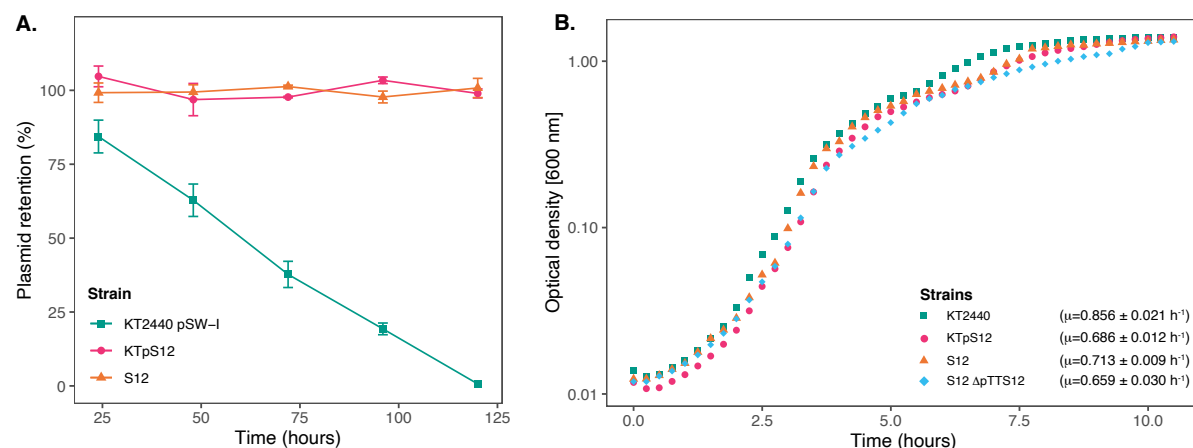 A.
Plasmid retention (%)
100
75
50
25
0
Strain
KT2440 pSW−I
KTpS12
S12
25
50
75
100
125
Time (hours)
B.
Optical density [600 nm]
1.00
0.10
0.01
Strains
KT2440 (μ=0.856 ± 0.021 h⁻¹)
KTpS12 (μ=0.686 ± 0.012 h⁻¹)
S12 (μ=0.713 ± 0.009 h⁻¹)
S12 ΔpTTS12 (μ=0.659 ± 0.030 h⁻¹)
0.0
2.5
5.0
7.5
10.0
Time (hours)